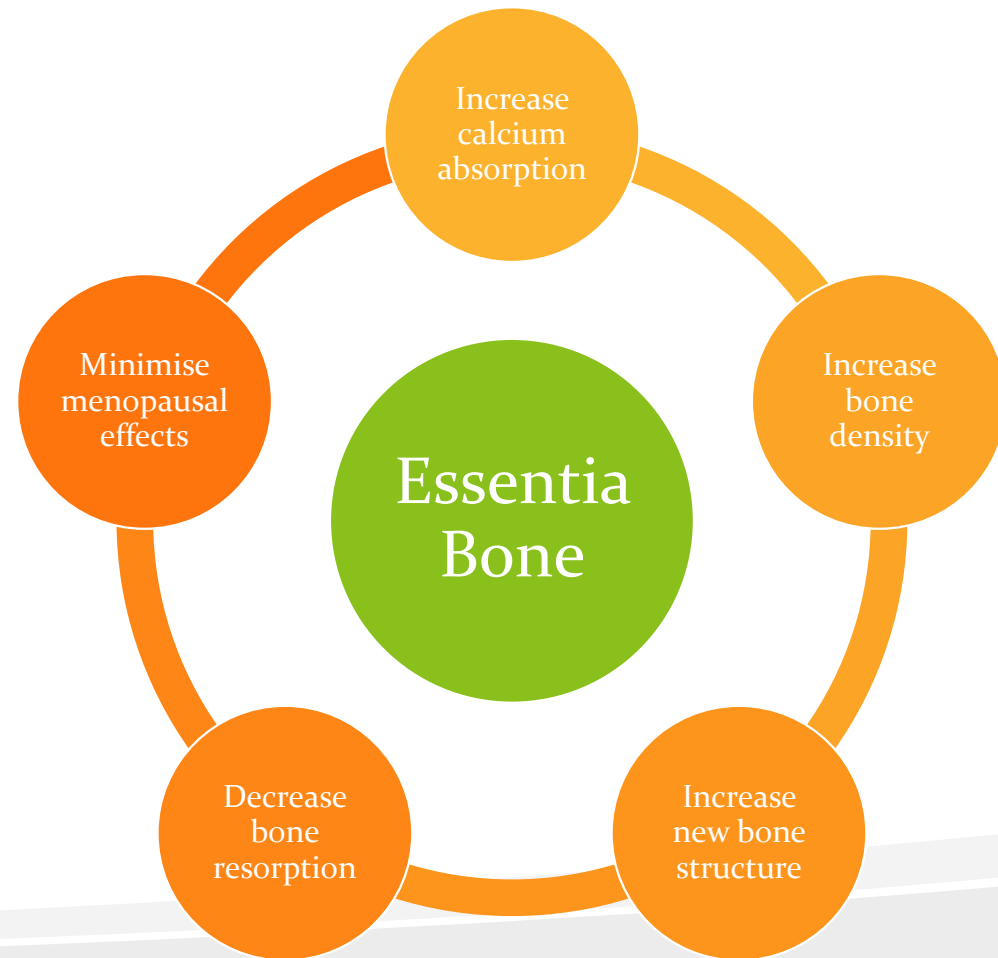 Increase
calcium
absorption
Increase
bone
density
Increase
new bone
structure
Decrease
bone
resorption
Minimise
menopausal
effects
Essentia
Bone